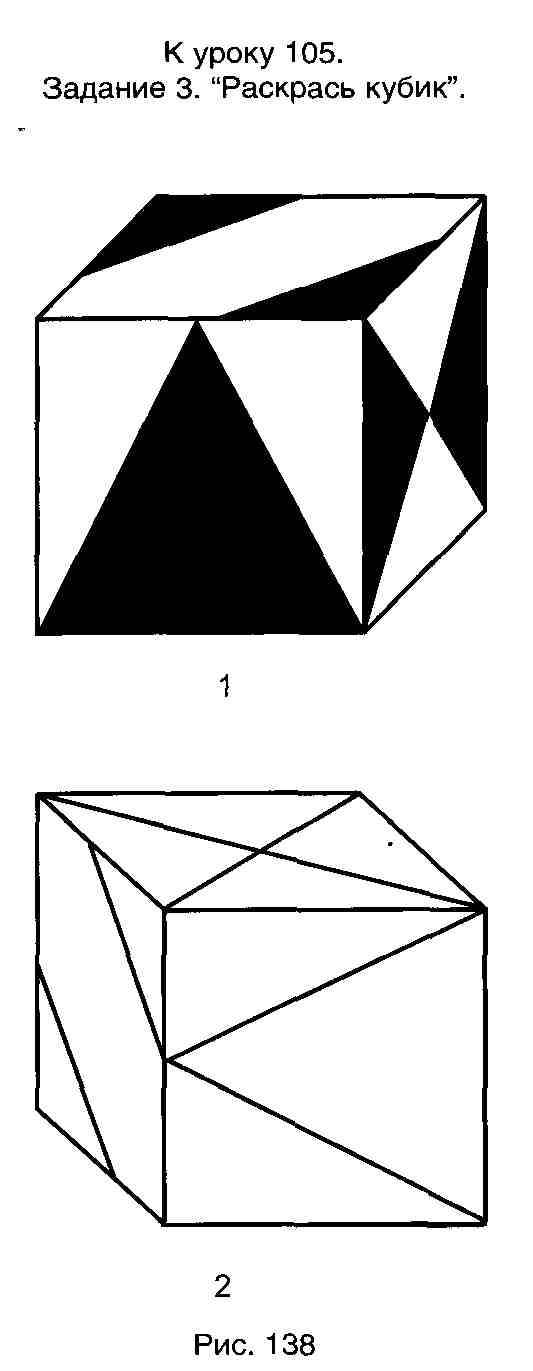 К уроку 105.
Задание 3. “Раскрась кубик”.
1
2
Рис. 138